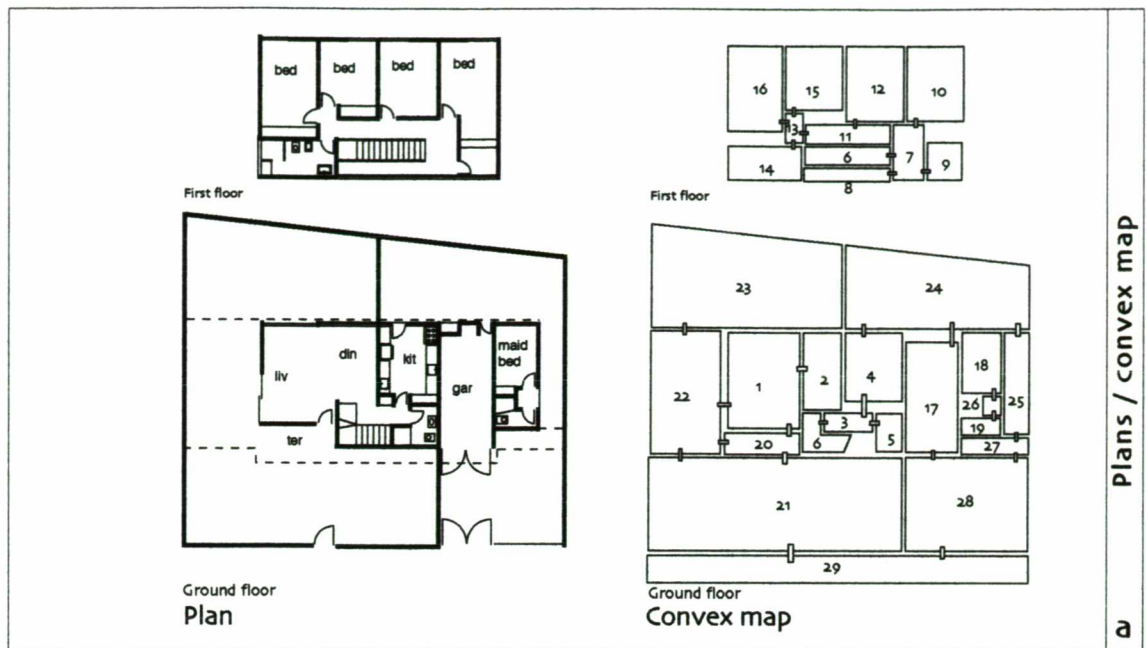 bed bed bed bed
First floor
din
kit
maid
bed
liv
gar
ter
Ground floor
Plan
16 15 12 10
13
11
6 7 9
14
8
First floor
23 24
18
1 2 4
22 17 26 25
3
19
20 6 5 27
21 28
29
Ground floor
Convex map
Plans / convex map
a